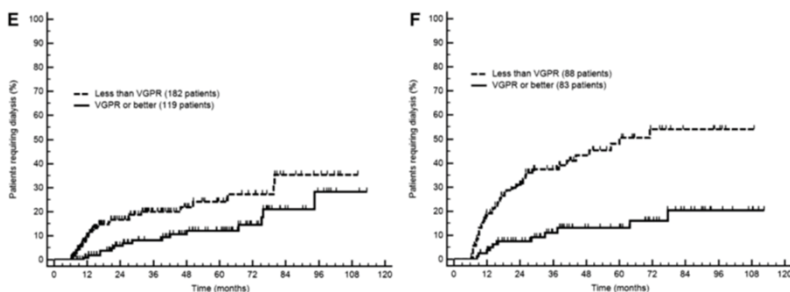 E
Patients requiring dialysis (%)
100
90
80
70
60
50
40
30
20
10
0
Less than VGPR (182 patients)
VGPR or better (119 patients)
0 12 24 36 48 60 72 84 96 108 120
Time (months)
F
Patients requiring dialysis (%)
100
90
80
70
60
50
40
30
20
10
0
Less than VGPR (88 patients)
VGPR or better (83 patients)
0 12 24 36 48 60 72 84 96 108 120
Time (months)